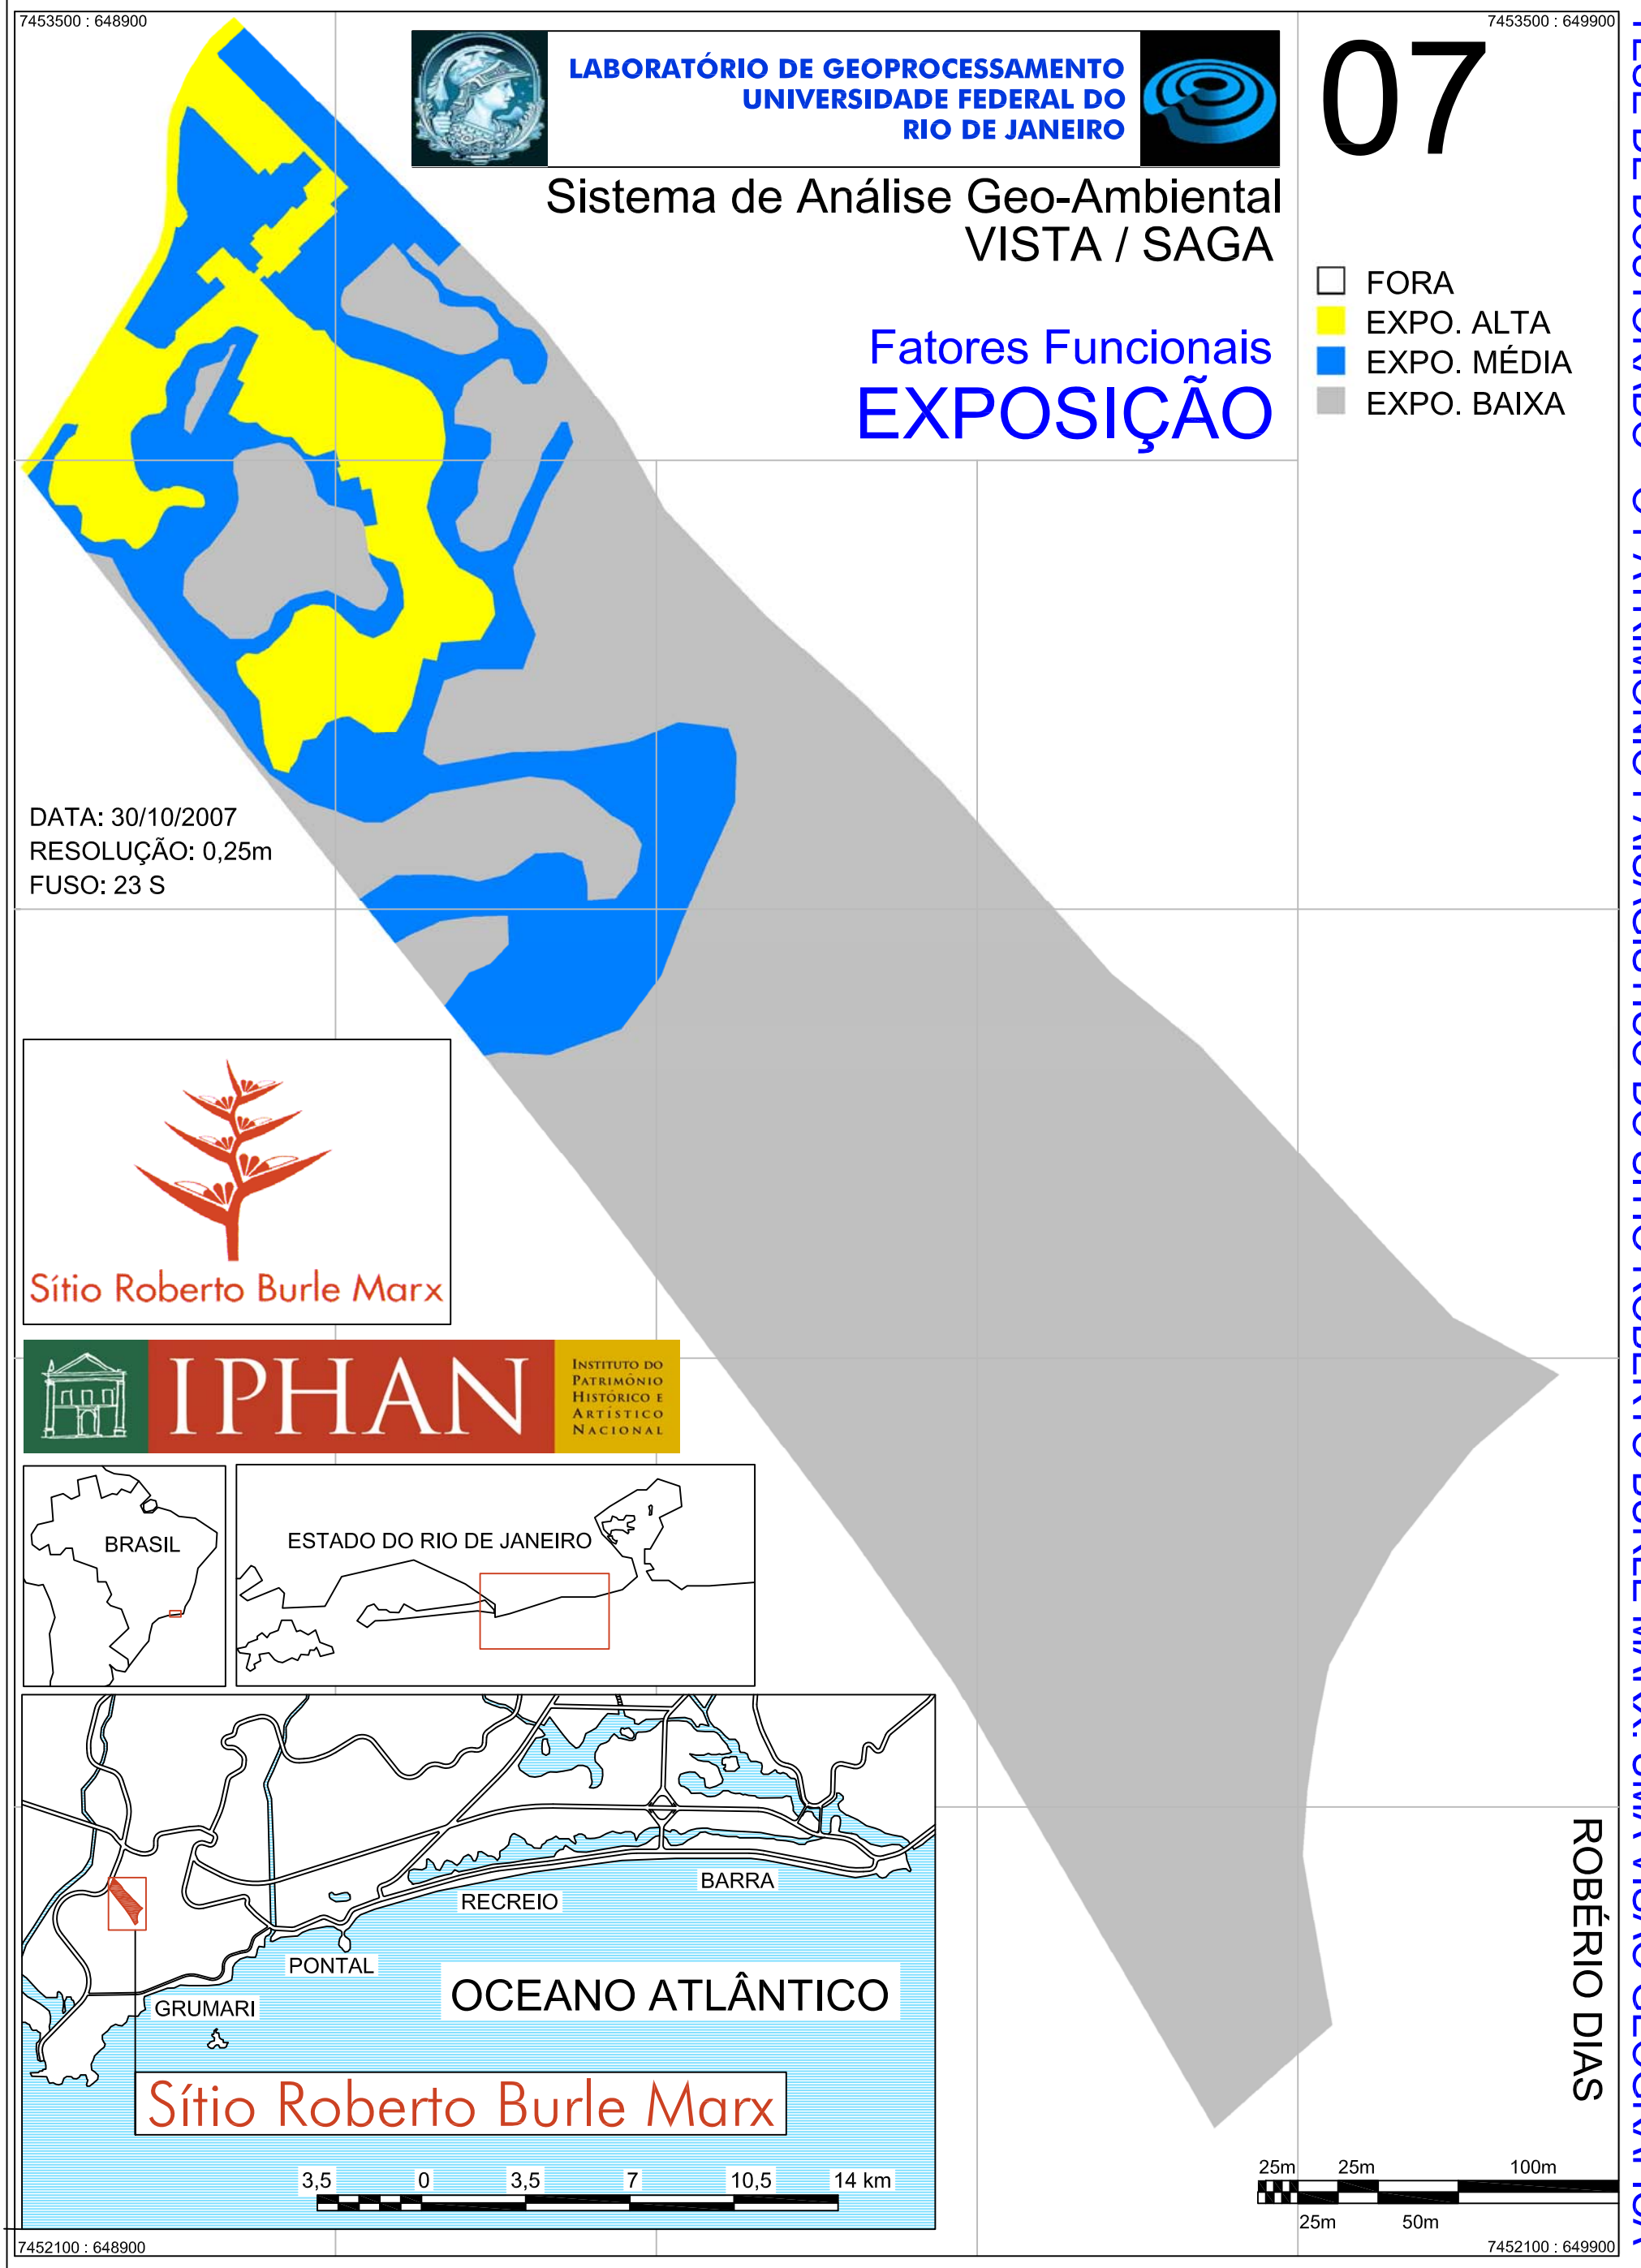 7453500 : 648900
7453500 : 649900
LABORATÓRIO DE GEOPROCESSAMENTO
UNIVERSIDADE FEDERAL DO
RIO DE JANEIRO
07
Sistema de Análise Geo-Ambiental
VISTA / SAGA
Fatores Funcionais
EXPOSIÇÃO
FORA
EXPO. ALTA
EXPO. MÉDIA
EXPO. BAIXA
DATA: 30/10/2007
RESOLUÇÃO: 0,25m
FUSO: 23 S
Sítio Roberto Burle Marx
IPHAN
INSTITUTO DO
PATRIMÔNIO
HISTÓRICO E
ARTÍSTICO
NACIONAL
BRASIL
ESTADO DO RIO DE JANEIRO
BARRA
RECREIO
PONTAL
GRUMARI
OCEANO ATLÂNTICO
Sítio Roberto Burle Marx
3,5 0 3,5 7 10,5 14 km
ROBÉRIO DIAS
25m 25m 100m
25m 50m
7452100 : 648900
7452100 : 649900